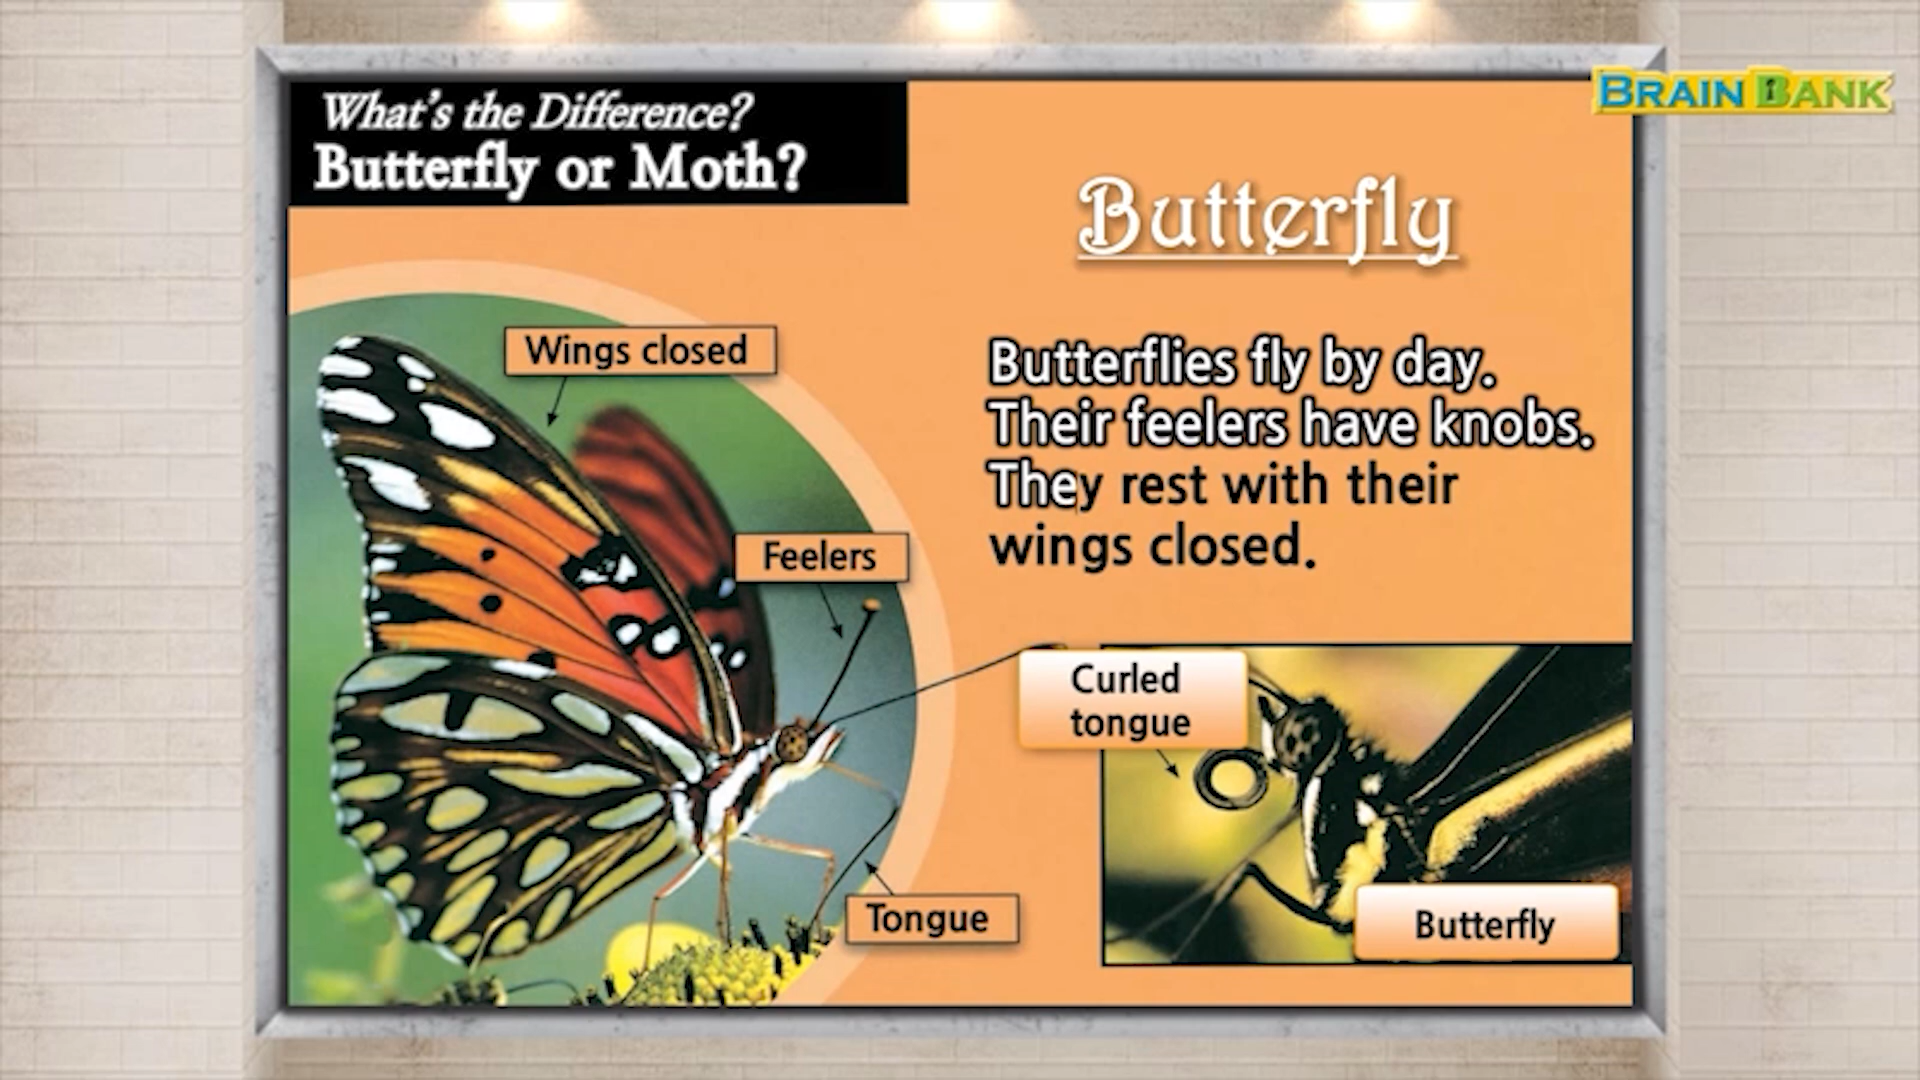 BRAIN BANK
What's the Difference?
Butterfly or Moth?
Butterfly
Butterflies fly by day.
Their feelers have knobs.
They rest with their
wings closed.
Wings closed
Feelers
Tongue
Curled
tongue
Butterfly